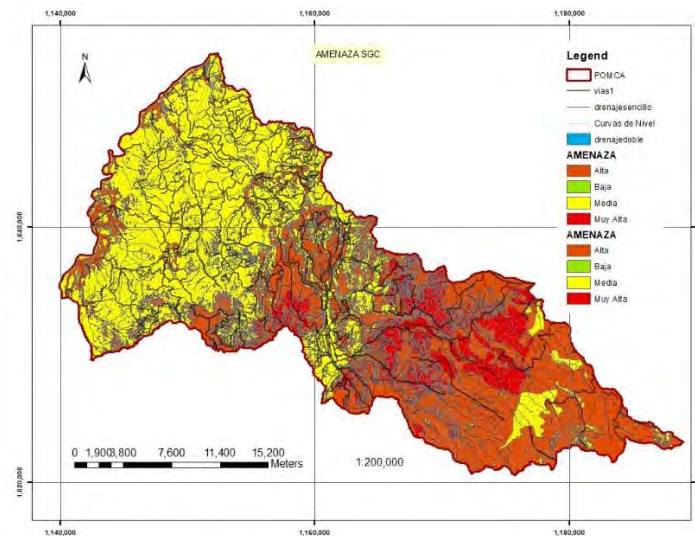 1,140,000
1,160,000
1,180,000
N
AMENAZA SGC
Legend
POMCA
vias1
drenajesencillo
Curvas de Nivel
drenajedoble
AMENAZA
Alta
Baja
Media
Muy Alta
AMENAZA
Alta
Baja
Media
Muy Alta
1,040,000
1,040,000
0 1,900 3,800 7,600 11,400 15,200
Meters
1:200,000
1,020,000
1,020,000
1,140,000
1,160,000
1,180,000